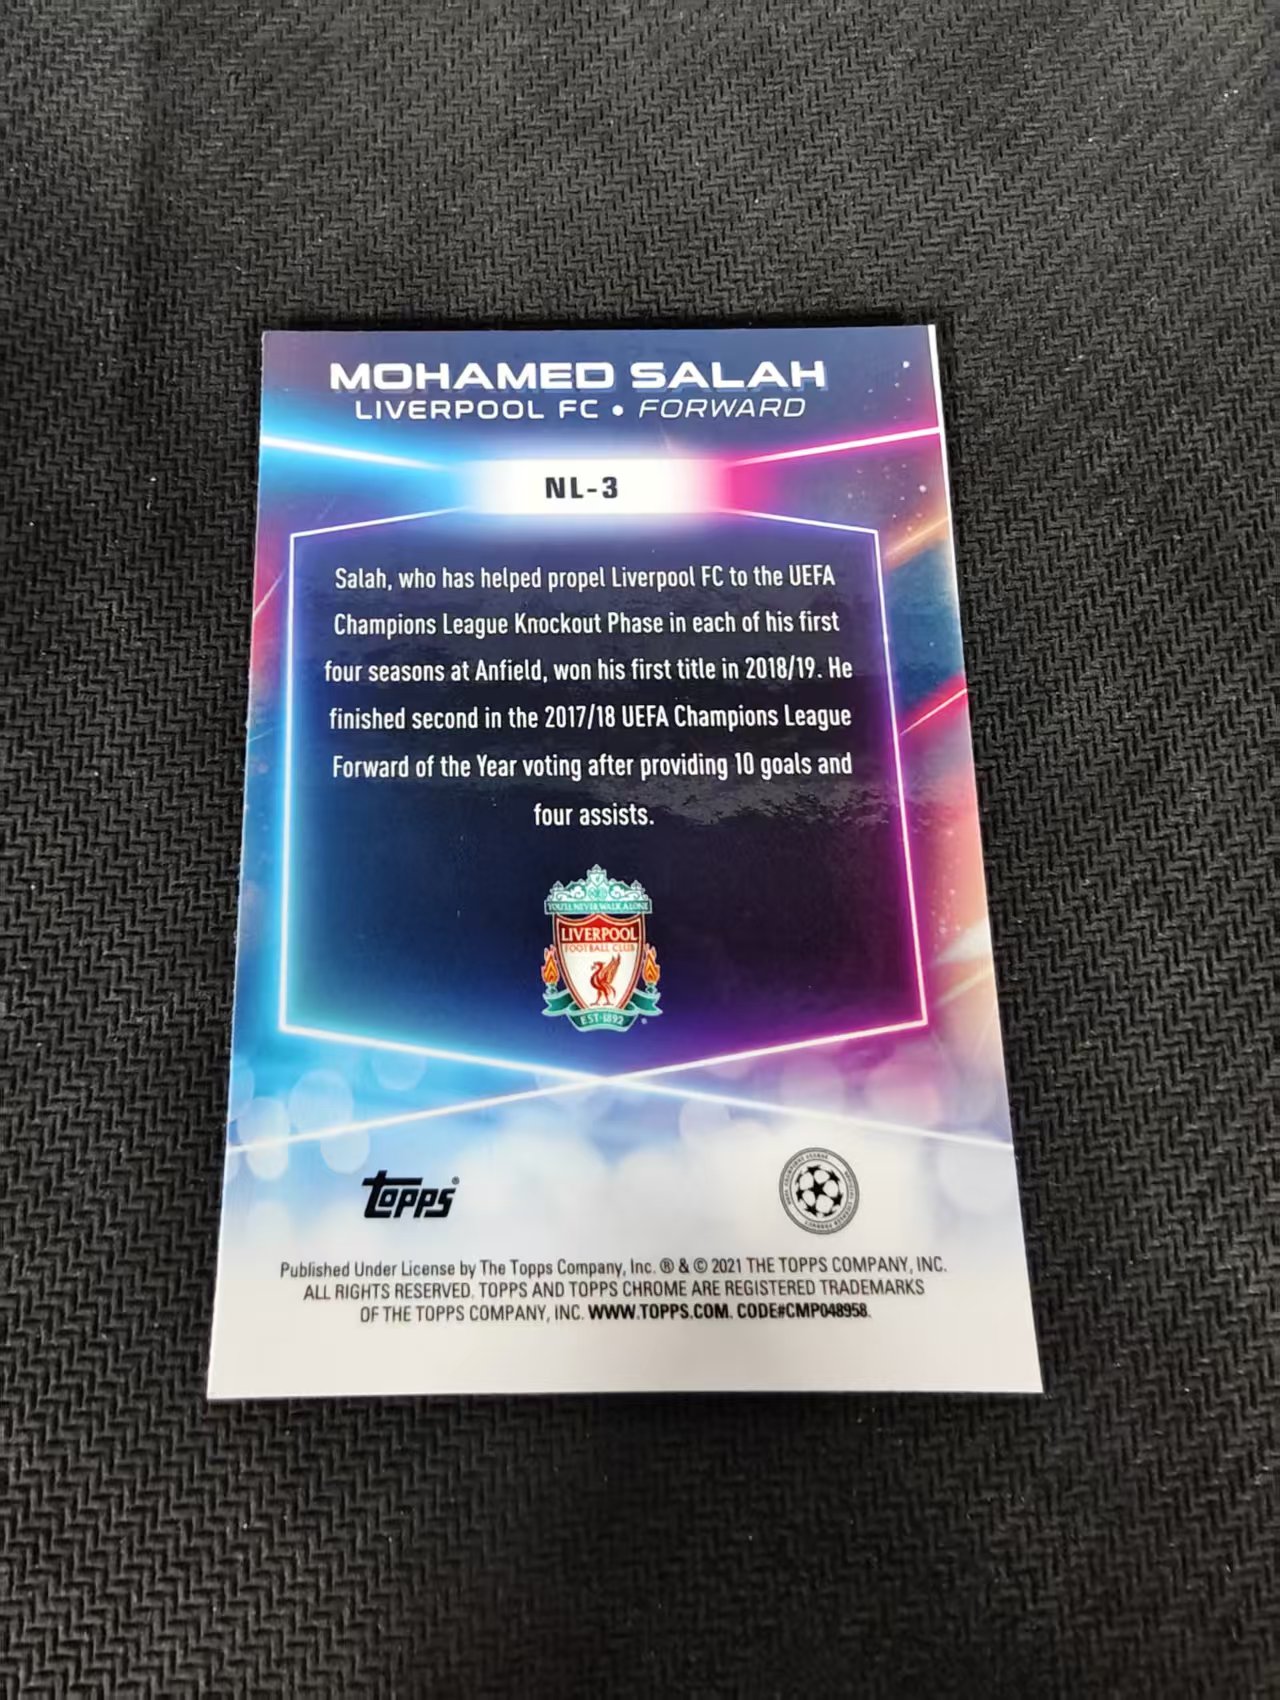 MOHAMED SALAH
LIVERPOOL FC • FORWARD
NL-3
Salah, who has helped propel Liverpool FC to the UEFA
Champions League Knockout Phase in each of his first
four seasons at Anfield, won his first title in 2018/19. He
finished second in the 2017/18 UEFA Champions League
Forward of the Year voting after providing 10 goals and
four assists.
YOU'LL NEVER WALK ALONE
LIVERPOOL
FOOTBALL CLUB
EST·1892
TOPPS®
Published Under License by The Topps Company, Inc. ® & © 2021 THE TOPPS COMPANY, INC.
ALL RIGHTS RESERVED. TOPPS AND TOPPS CHROME ARE REGISTERED TRADEMARKS
OF THE TOPPS COMPANY, INC. WWW.TOPPS.COM. CODE#CMP048958.